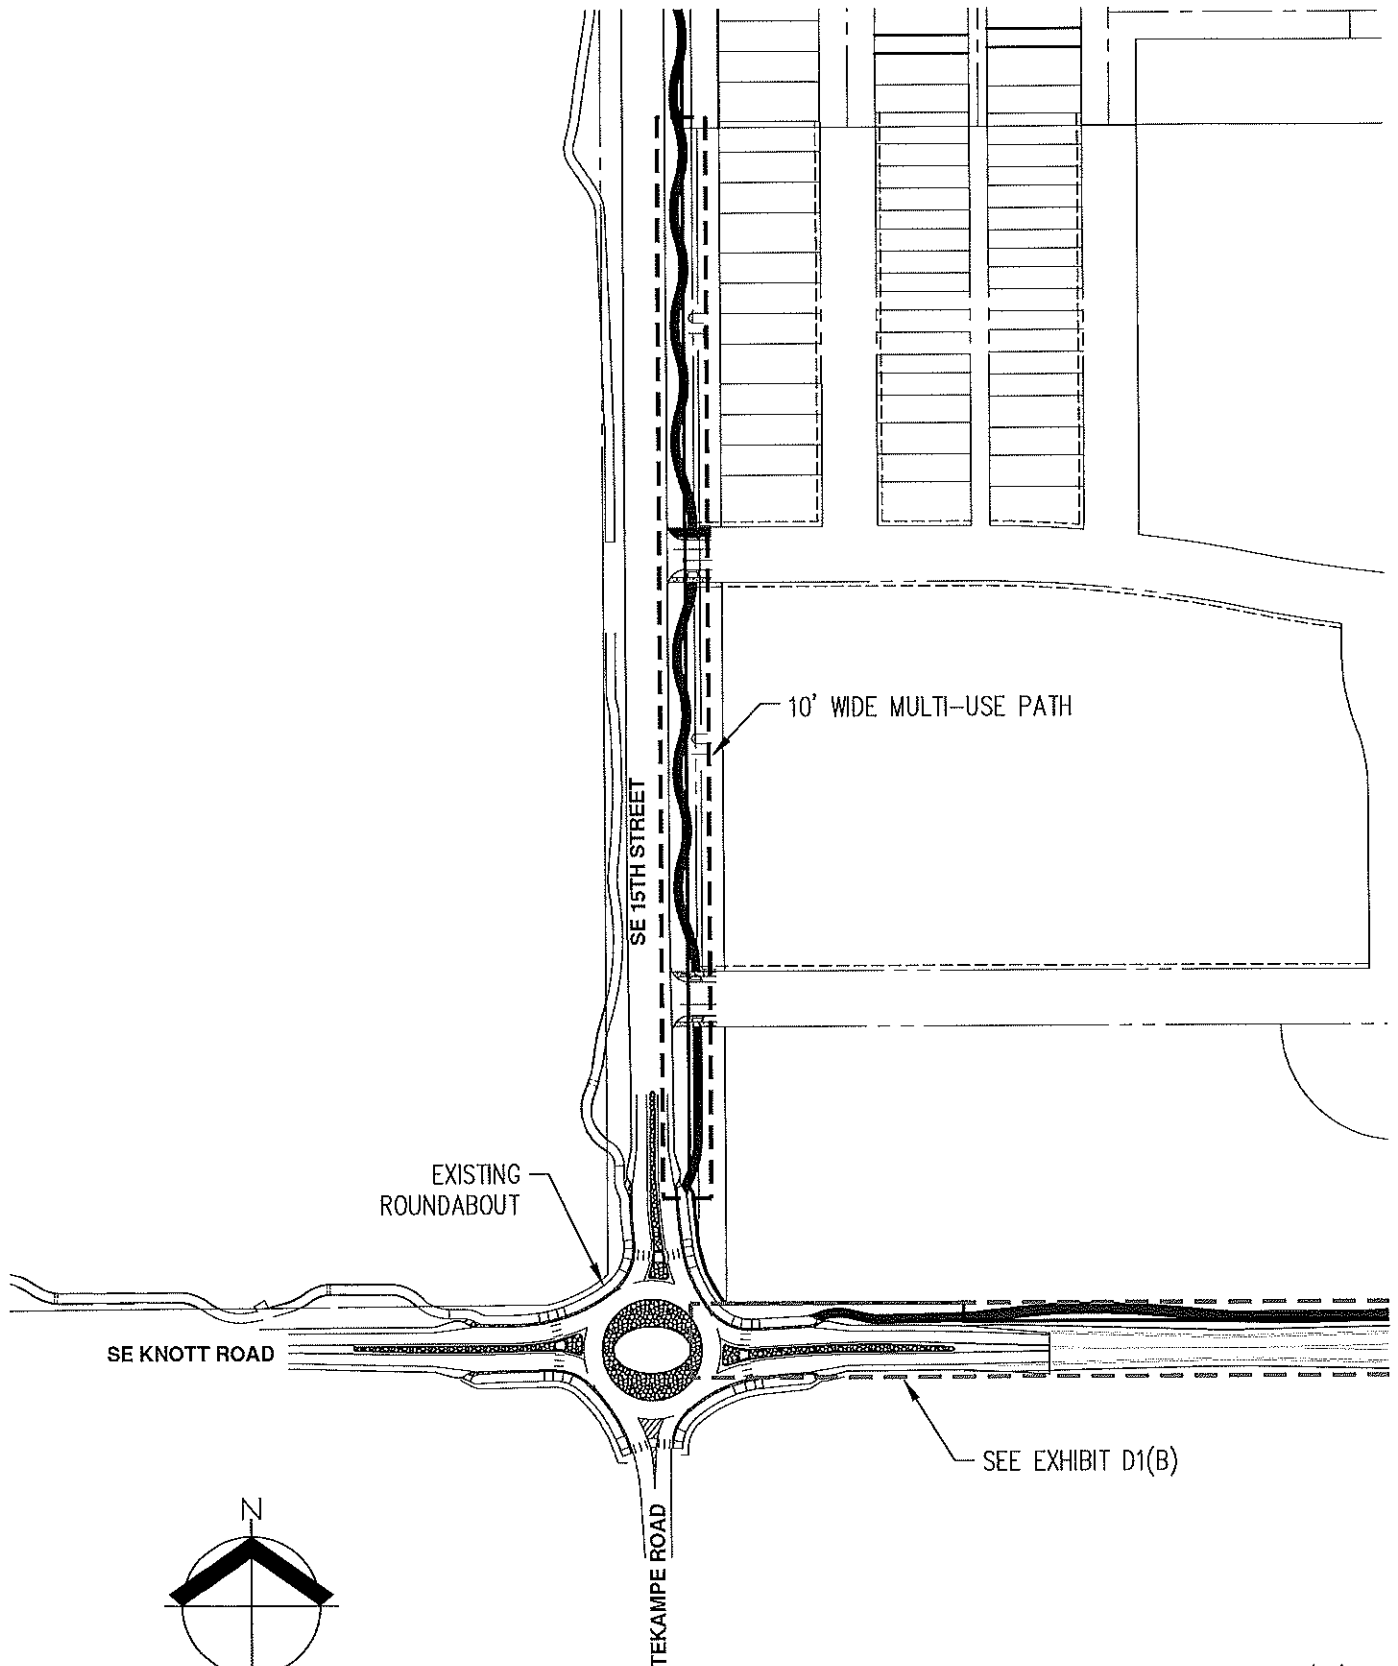 10' WIDE MULTI-USE PATH
SE 15TH STREET
EXISTING
ROUNDABOUT
SE KNOTT ROAD
SEE EXHIBIT D1(B)
N
TEKAMPE ROAD